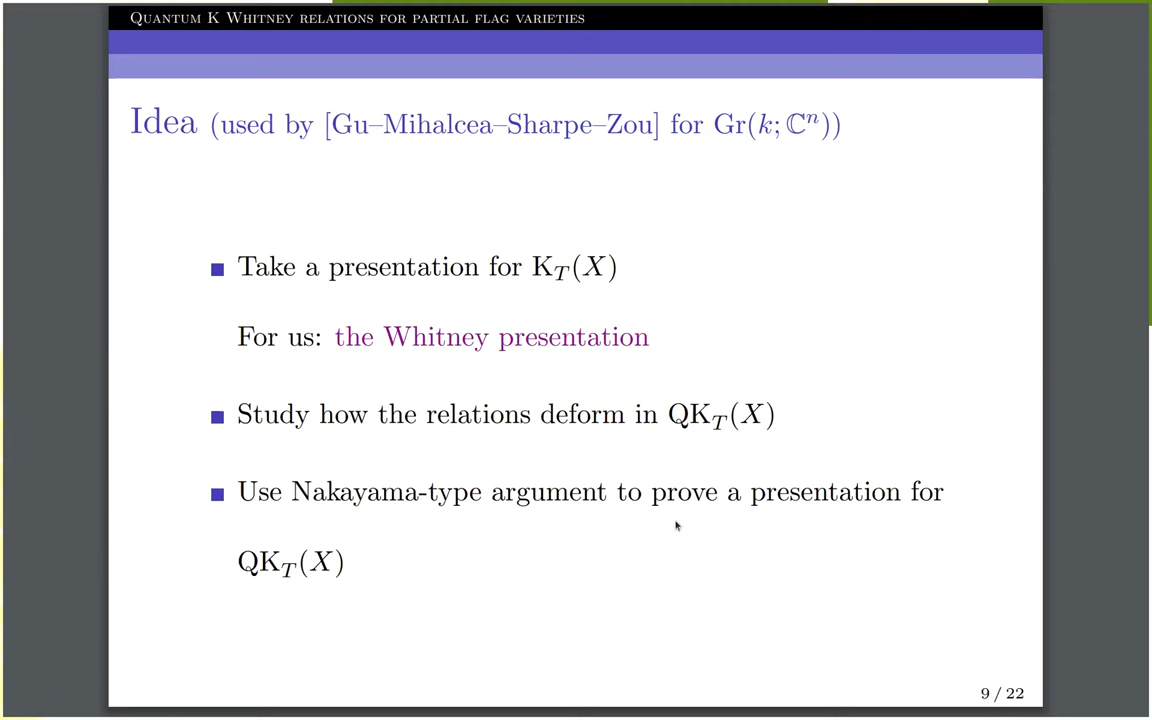 Quantum K Whitney relations for partial flag varieties
Idea (used by [Gu–Mihalcea–Sharpe–Zou] for Gr(k; ℂⁿ))
■ Take a presentation for K_T(X)
For us: the Whitney presentation
■ Study how the relations deform in QK_T(X)
■ Use Nakayama-type argument to prove a presentation for
QK_T(X)
9 / 22